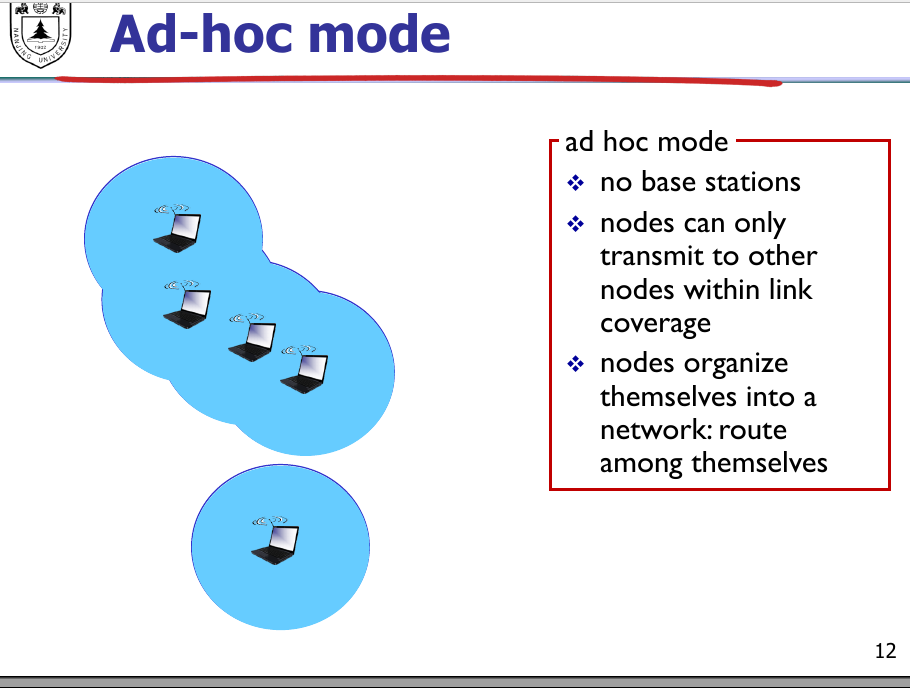 NANJING UNIVERSITY
1902
Ad-hoc mode
ad hoc mode
no base stations
nodes can only
transmit to other
nodes within link
coverage
nodes organize
themselves into a
network: route
among themselves
12